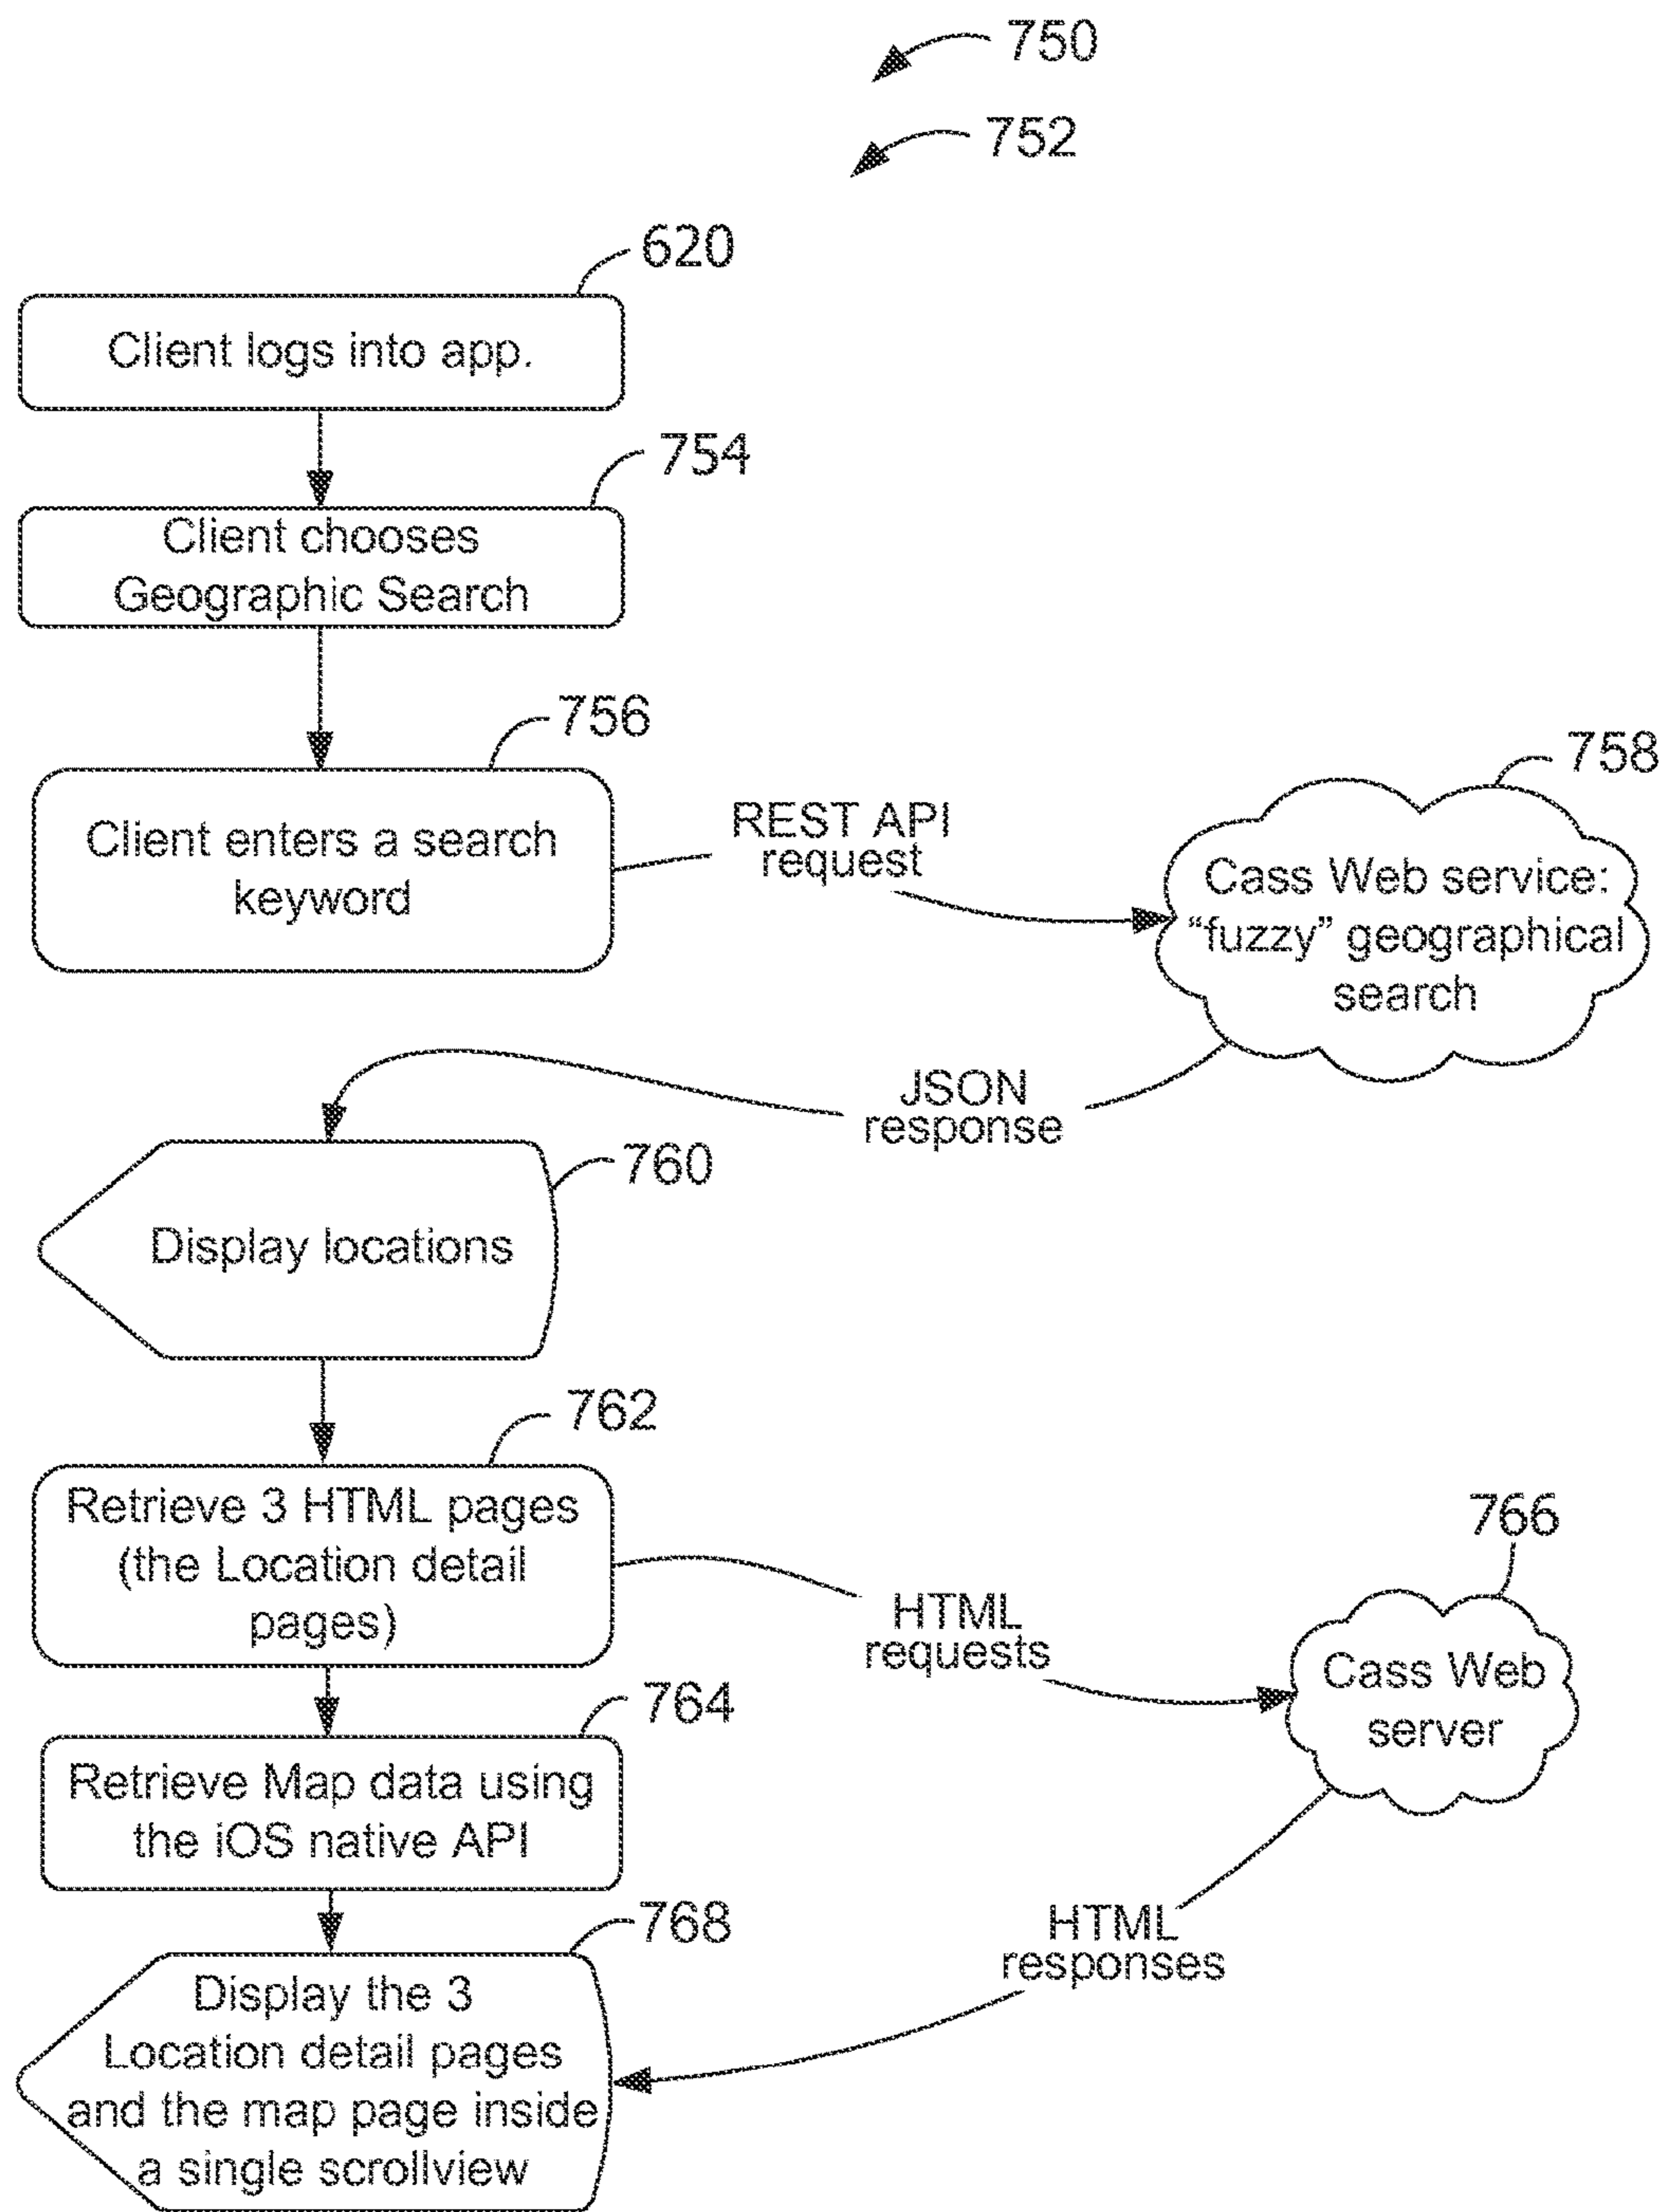 750
752
620
Client logs into app.
754
Client chooses
Geographic Search
756
Client enters a search
keyword
REST API
request
758
Cass Web service:
“fuzzy” geographical
search
JSON
response
760
Display locations
762
Retrieve 3 HTML pages
(the Location detail
pages)
HTML
requests
766
Cass Web
server
764
Retrieve Map data using
the iOS native API
HTML
responses
768
Display the 3
Location detail pages
and the map page inside
a single scrollview